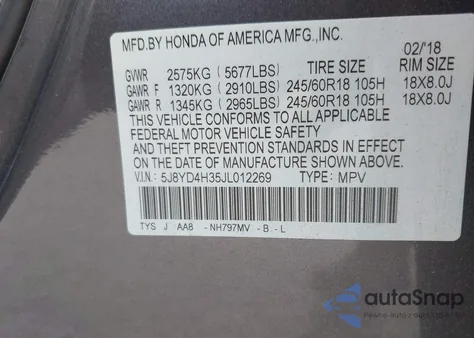 MFD.BY HONDA OF AMERICA MFG.,INC.
02/'18
GVWR 2575KG (5677LBS) TIRE SIZE RIM SIZE
GAWR F 1320KG (2910LBS) 245/60R18 105H 18X8.0J
GAWR R 1345KG (2965LBS) 245/60R18 105H 18X8.0J
THIS VEHICLE CONFORMS TO ALL APPLICABLE
FEDERAL MOTOR VEHICLE SAFETY
AND THEFT PREVENTION STANDARDS IN EFFECT
ON THE DATE OF MANUFACTURE SHOWN ABOVE.
V.I.N.: 5J8YD4H35JL012269 TYPE: MPV
TYS J AA8 -NH797MV -B -L
autoSnap